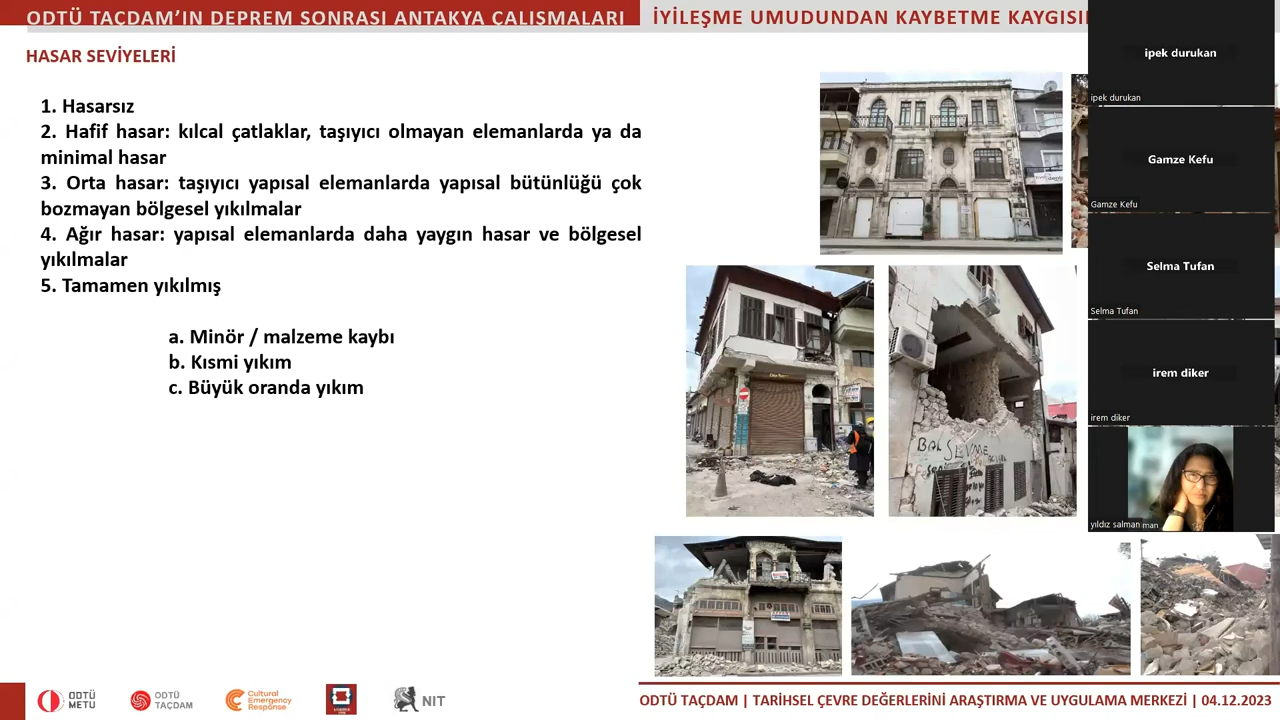 ODTÜ TAÇDAM’IN DEPREM SONRASI ANTAKYA ÇALIŞMALARI
İYİLEŞME UMUDUNDAN KAYBETME
HASAR SEVİYELERİ
1. Hasarsız
2. Hafif hasar: kılcal çatlaklar, taşıyıcı olmayan elemanlarda ya da
minimal hasar
3. Orta hasar: taşıyıcı yapısal elemanlarda yapısal bütünlüğü çok
bozmayan bölgesel yıkılmalar
4. Ağır hasar: yapısal elemanlarda daha yaygın hasar ve bölgesel
yıkılmalar
5. Tamamen yıkılmış
a. Minör / malzeme kaybı
b. Kısmi yıkım
c. Büyük oranda yıkım
ipek durukan
ipek durukan
Gamze Kefu
Gamze Kefu
Selma Tufan
Selma Tufan
irem diker
irem diker
yıldız salman man
ODTÜ
METU
ODTÜ
TAÇDAM
Cultural
Emergency
Response
NIT
ODTÜ TAÇDAM | TARİHSEL ÇEVRE DEĞERLERİNİ ARAŞTIRMA VE UYGULAMA MERKEZİ | 04.12.2023